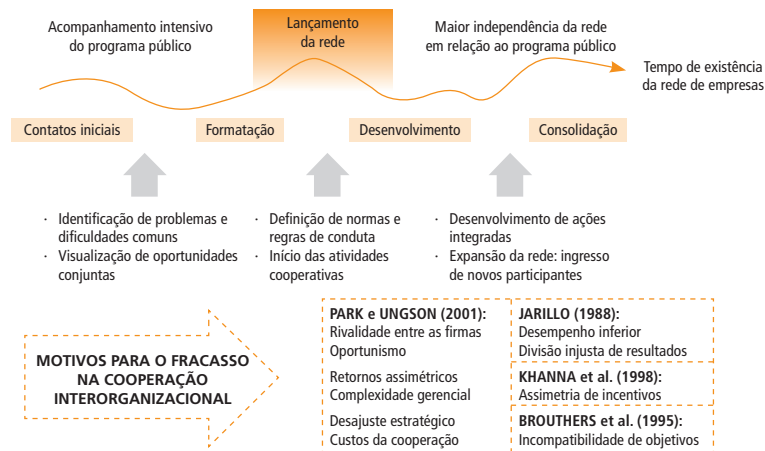 Acompanhamento intensivo
do programa público
Lançamento
da rede
Maior independência da rede
em relação ao programa público
Tempo de existência
da rede de empresas
Contatos iniciais
Formatação
Desenvolvimento
Consolidação
· Identificação de problemas e
dificuldades comuns
· Visualização de oportunidades
conjuntas
· Definição de normas e
regras de conduta
· Início das atividades
cooperativas
· Desenvolvimento de ações
integradas
· Expansão da rede: ingresso
de novos participantes
MOTIVOS PARA O FRACASSO
NA COOPERAÇÃO
INTERORGANIZACIONAL
PARK e UNGSON (2001):
Rivalidade entre as firmas
Oportunismo
Retornos assimétricos
Complexidade gerencial
Desajuste estratégico
Custos da cooperação
JARILLO (1988):
Desempenho inferior
Divisão injusta de resultados
KHANNA et al. (1998):
Assimetria de incentivos
BROUTHERS et al. (1995):
Incompatibilidade de objetivos